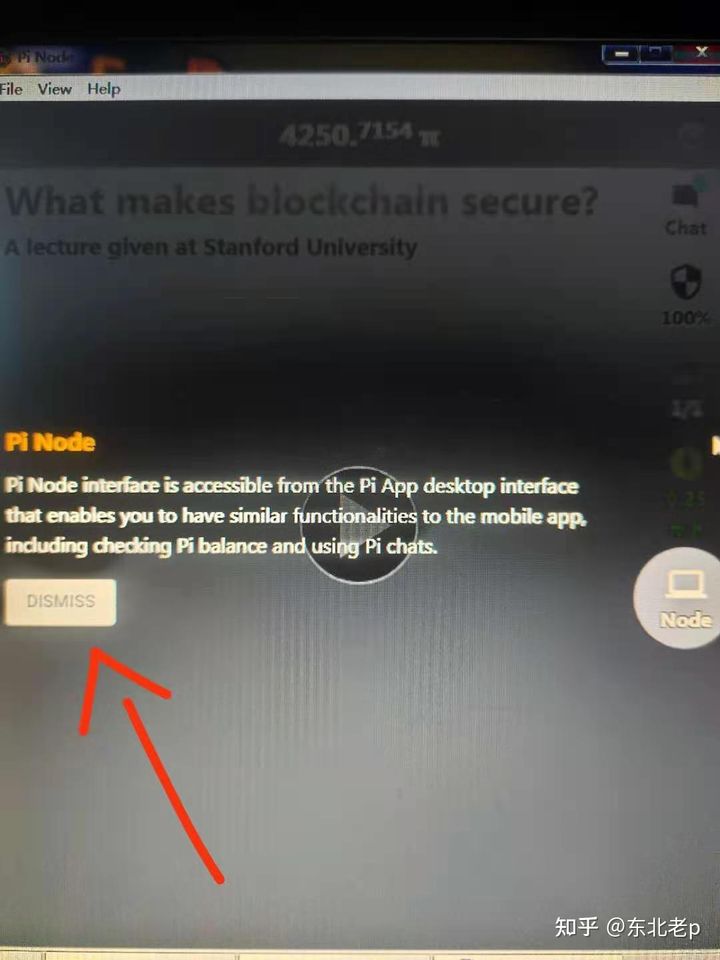 Pi Node
File View Help
4250.7154 π
What makes blockchain secure?
A lecture given at Stanford University
Chat
100%
1/1
Pi Node
Pi Node interface is accessible from the Pi App desktop interface
that enables you to have similar functionalities to the mobile app,
including checking Pi balance and using Pi chats.
DISMISS
Node
知乎 @东北老p